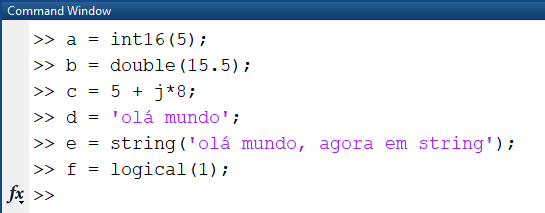 Command Window
>> a = int16(5);
>> b = double(15.5);
>> c = 5 + j*8;
>> d = 'olá mundo';
>> e = string('olá mundo, agora em string');
>> f = logical(1);
fx >>